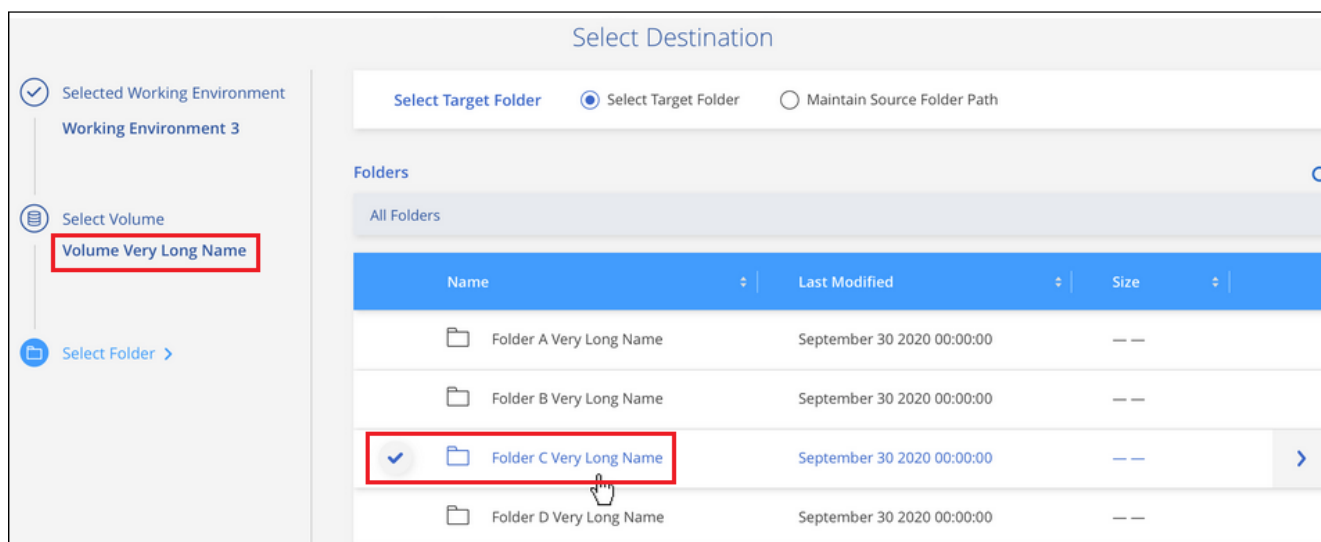 Select Destination
Selected Working Environment
Working Environment 3
Select Volume
Volume Very Long Name
Select Folder >
Select Target Folder Select Target Folder Maintain Source Folder Path
Folders
All Folders
Name Last Modified Size
Folder A Very Long Name September 30 2020 00:00:00 — —
Folder B Very Long Name September 30 2020 00:00:00 — —
Folder C Very Long Name September 30 2020 00:00:00 — —
Folder D Very Long Name September 30 2020 00:00:00 — —